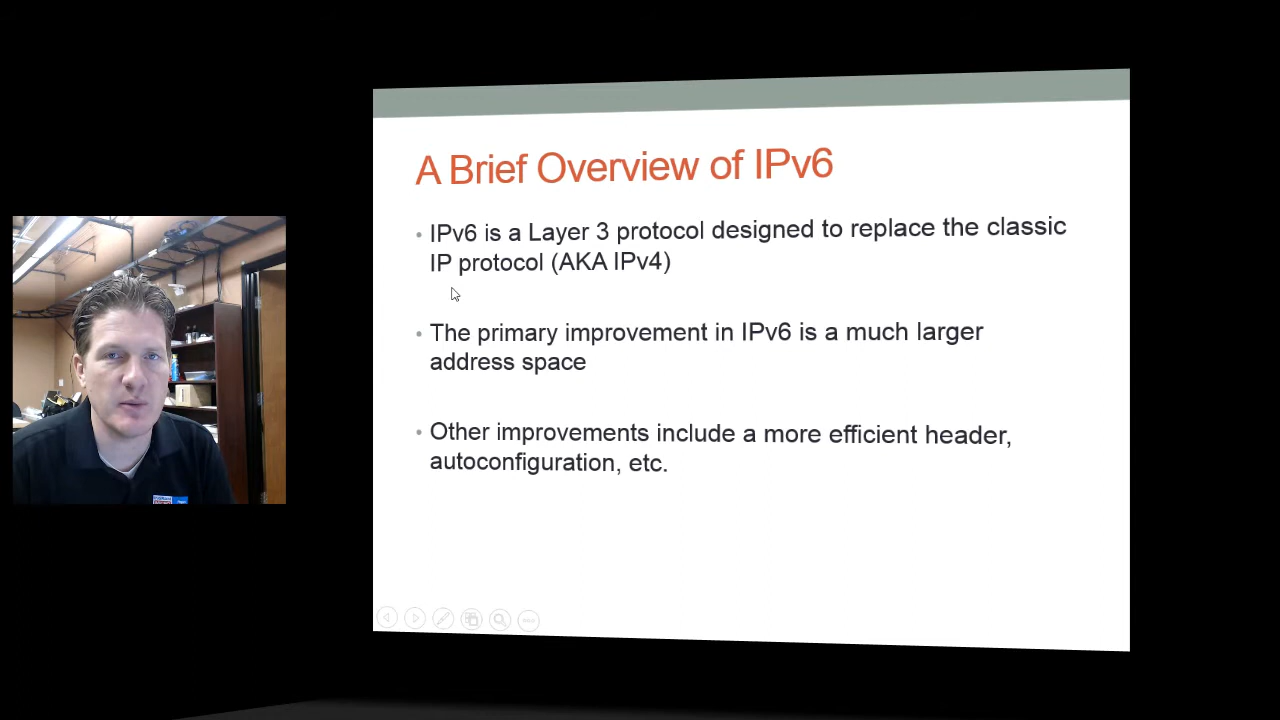 A Brief Overview of IPv6
• IPv6 is a Layer 3 protocol designed to replace the classic
IP protocol (AKA IPv4)
• The primary improvement in IPv6 is a much larger
address space
• Other improvements include a more efficient header,
autoconfiguration, etc.